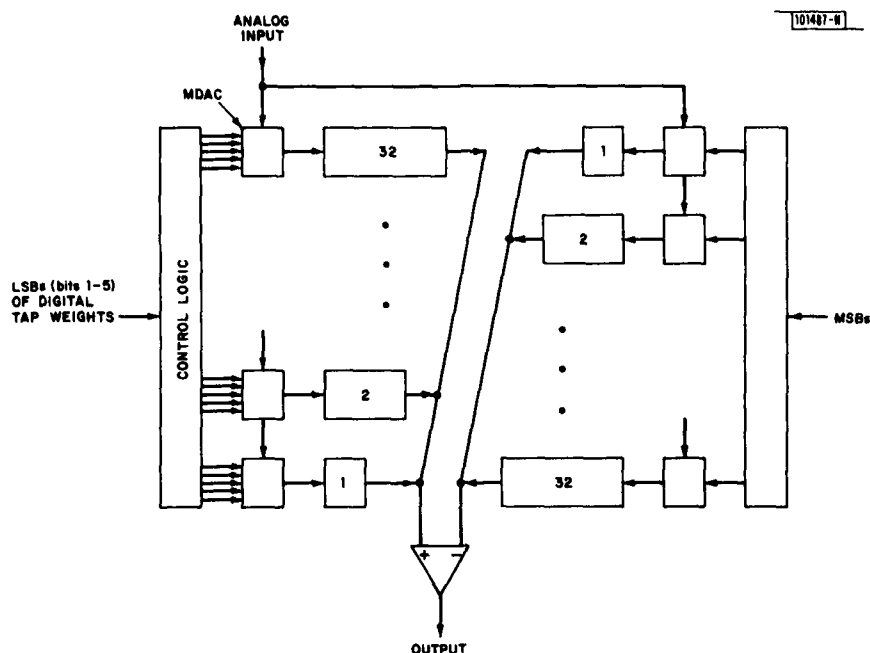 ANALOG
INPUT
101487-N
MDAC
32
1
2
CONTROL LOGIC
LSBs (bits 1-5)
OF DIGITAL
TAP WEIGHTS
MSBs
2
1
32
+
−
OUTPUT